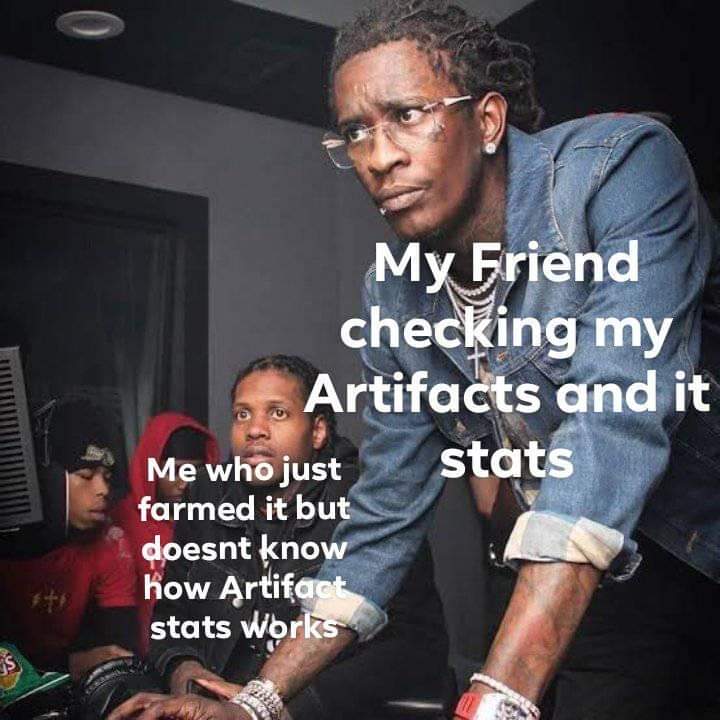 My Friend
checking my
Artifacts and it
stats
Me who just
farmed it but
doesnt know
how Artifact
stats works